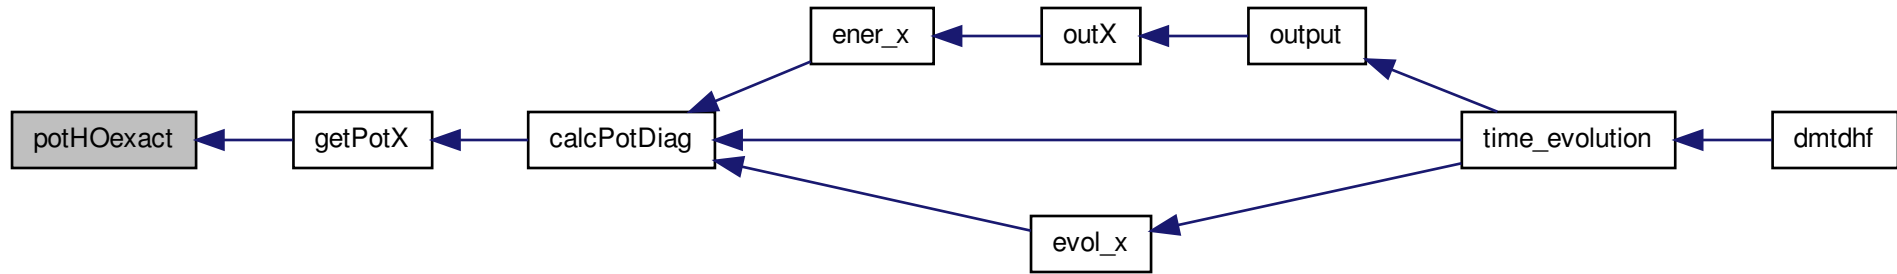 ener_x
outX
output
potHOexact
getPotX
calcPotDiag
time_evolution
dmtdhf
evol_x